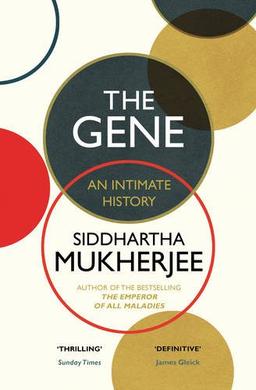 THE
GENE
AN INTIMATE
HISTORY
SIDDHARTHA
MUKHERJEE
AUTHOR OF THE BESTSELLING
THE EMPEROR
OF ALL MALADIES
‘THRILLING’ ‘DEFINITIVE’
Sunday Times James Gleick